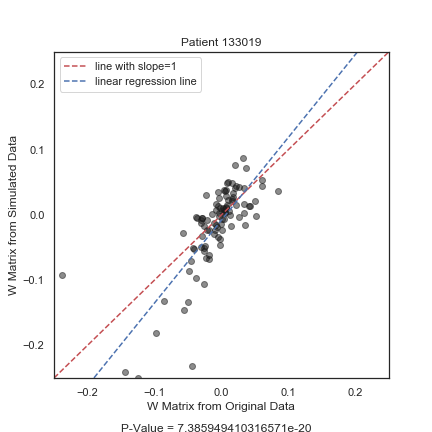 Patient 133019
line with slope=1
linear regression line
0.2
0.1
0.0
−0.1
−0.2
W Matrix from Simulated Data
−0.2
−0.1
0.0
0.1
0.2
W Matrix from Original Data
P-Value = 7.385949410316571e-20